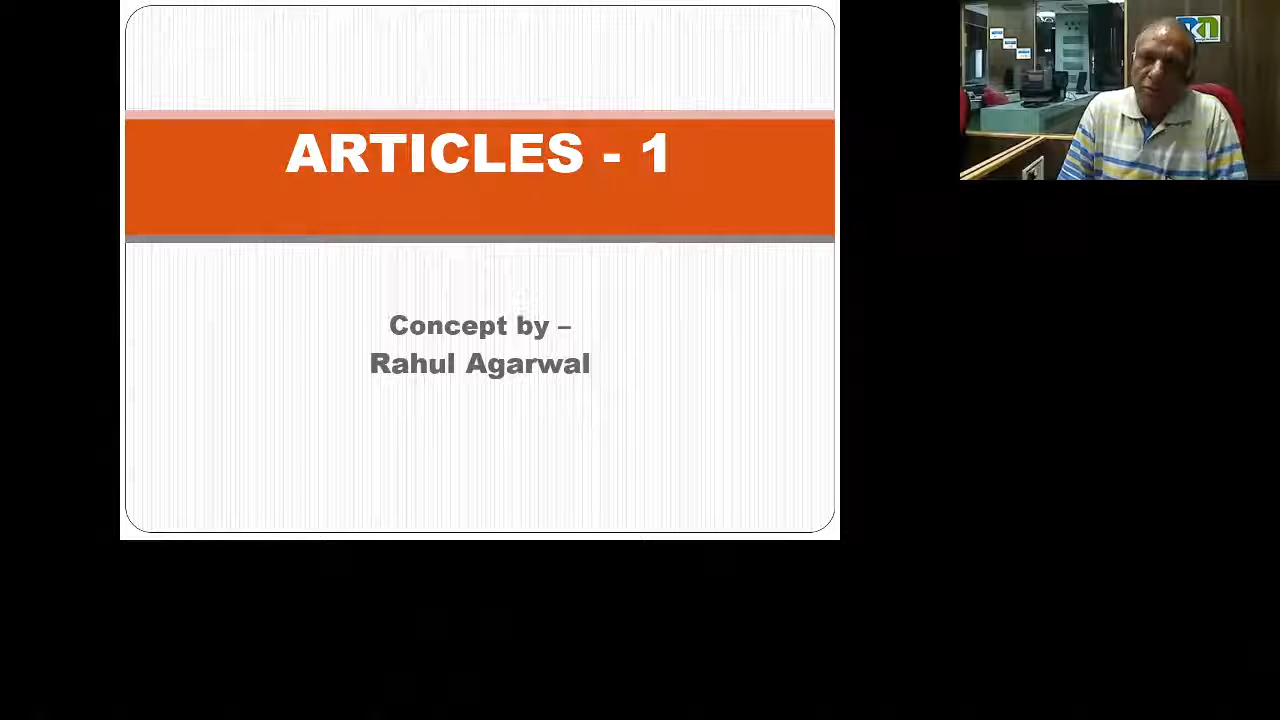 ARTICLES - 1
Concept by –
Rahul Agarwal